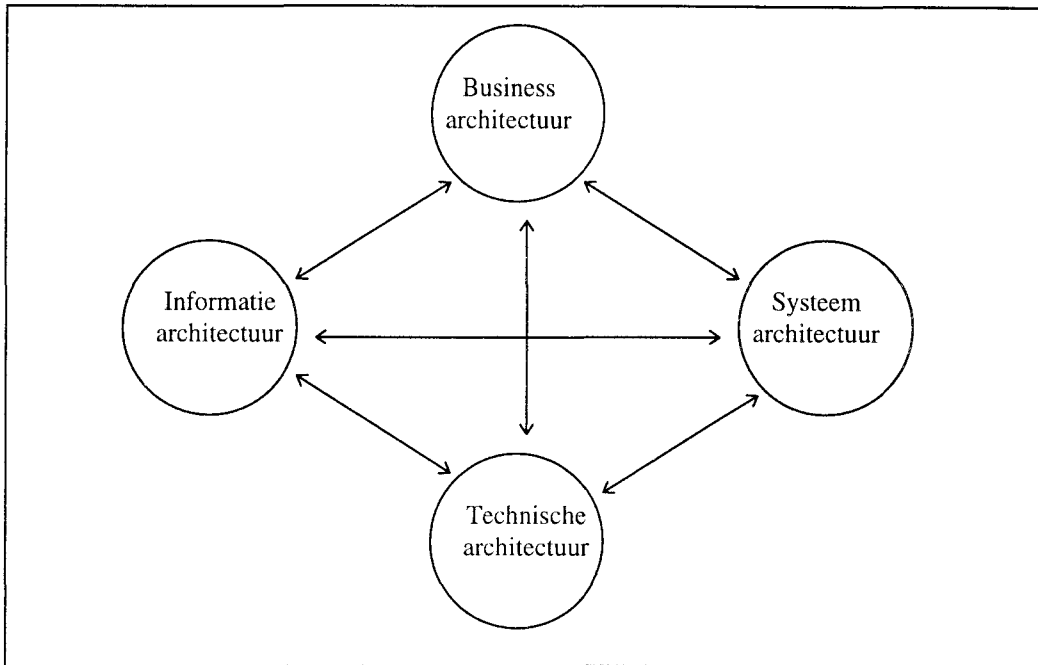 Business
architectuur
Informatie
architectuur
Systeem
architectuur
Technische
architectuur